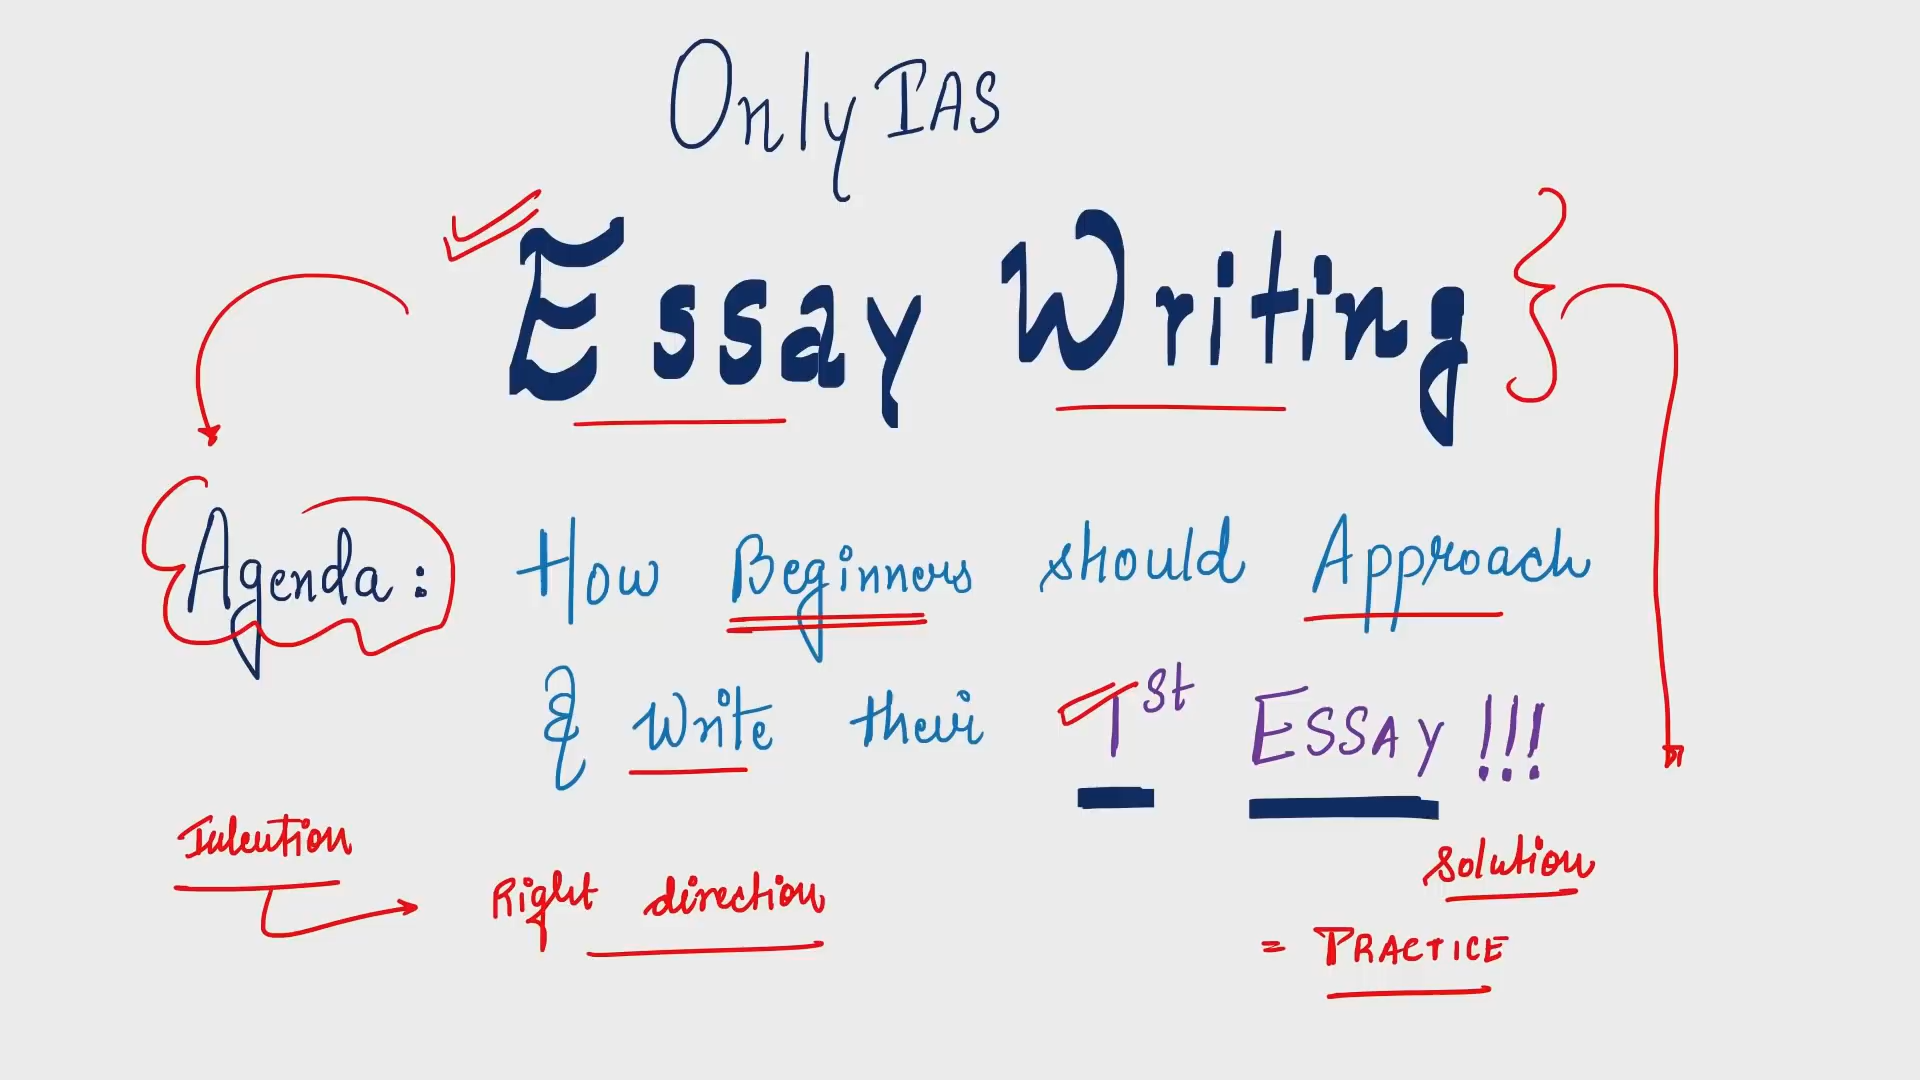 Only IAS
Essay Writing
Agenda: How Beginners should Approach
& Write their 1st ESSAY !!!
Intention
Right direction
Solution
= PRACTICE